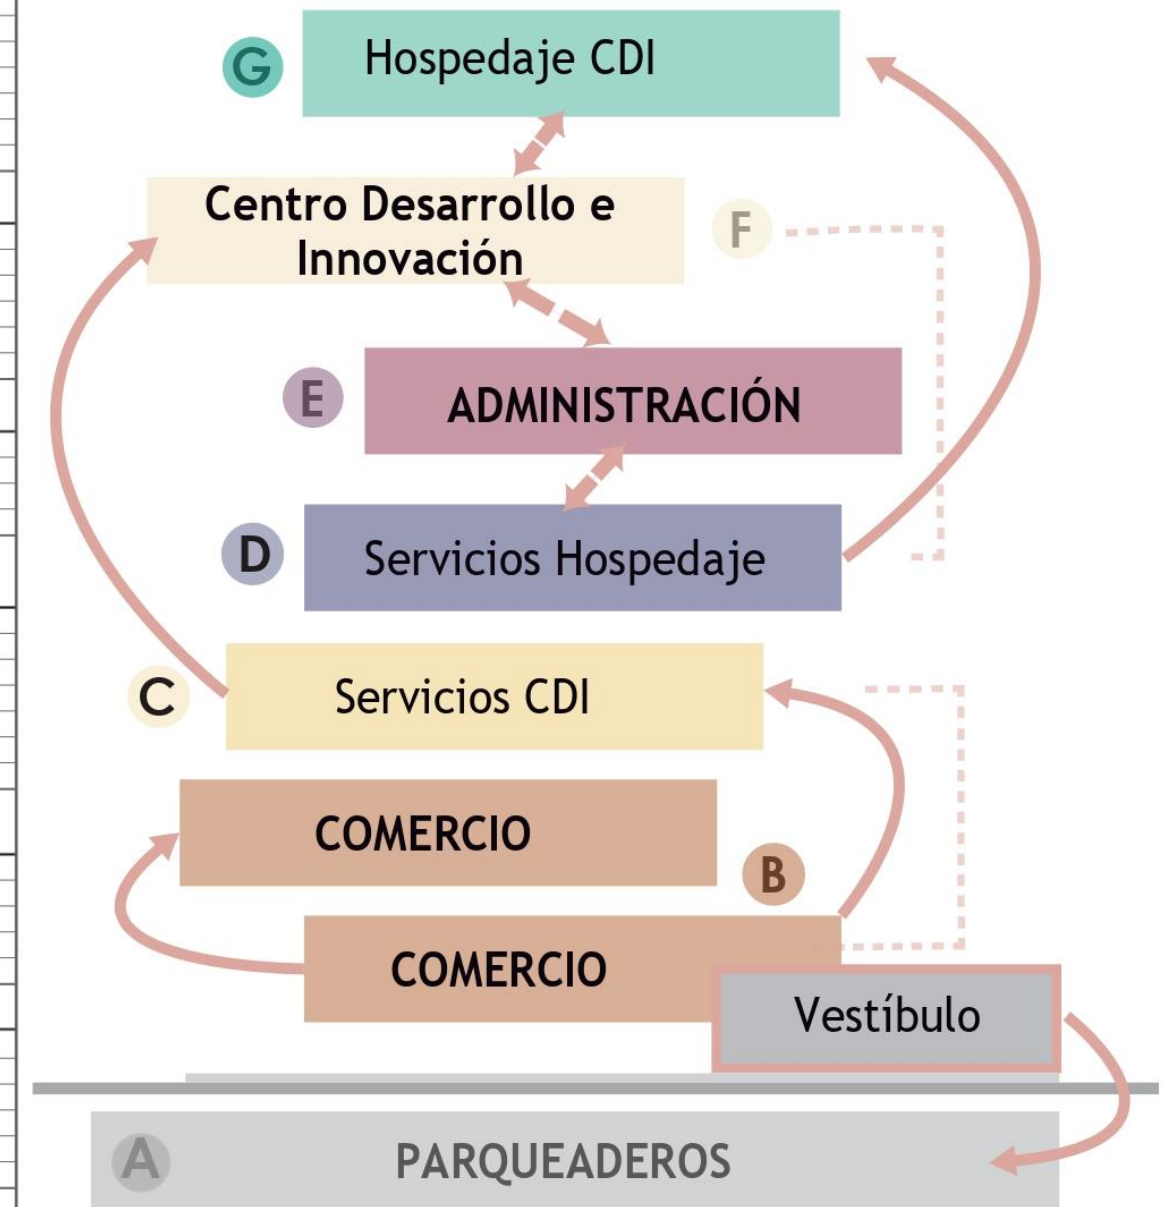 G
Hospedaje CDI
Centro Desarrollo e
Innovación
F
E
ADMINISTRACIÓN
D
Servicios Hospedaje
C
Servicios CDI
COMERCIO
B
COMERCIO
Vestíbulo
A
PARQUEADEROS